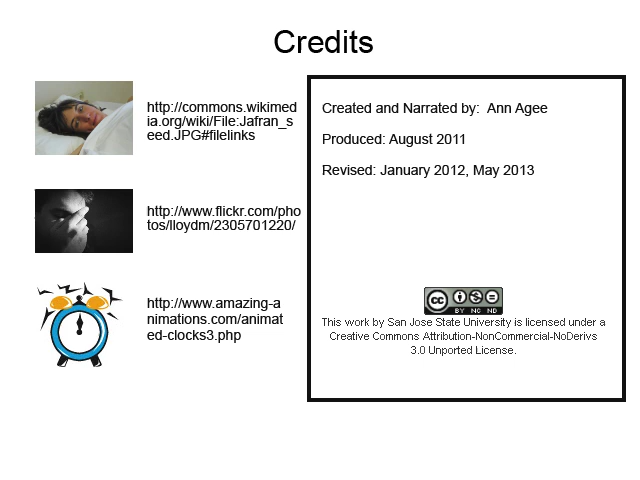 Credits
http://commons.wikimed
ia.org/wiki/File:Jafran_s
eed.JPG#filelinks
http://www.flickr.com/pho
tos/lloydm/2305701220/
http://www.amazing-a
nimations.com/animat
ed-clocks3.php
Created and Narrated by:  Ann Agee
Produced: August 2011
Revised: January 2012, May 2013
cc
BY NC ND
This work by San Jose State University is licensed under a
Creative Commons Attribution-NonCommercial-NoDerivs
3.0 Unported License.